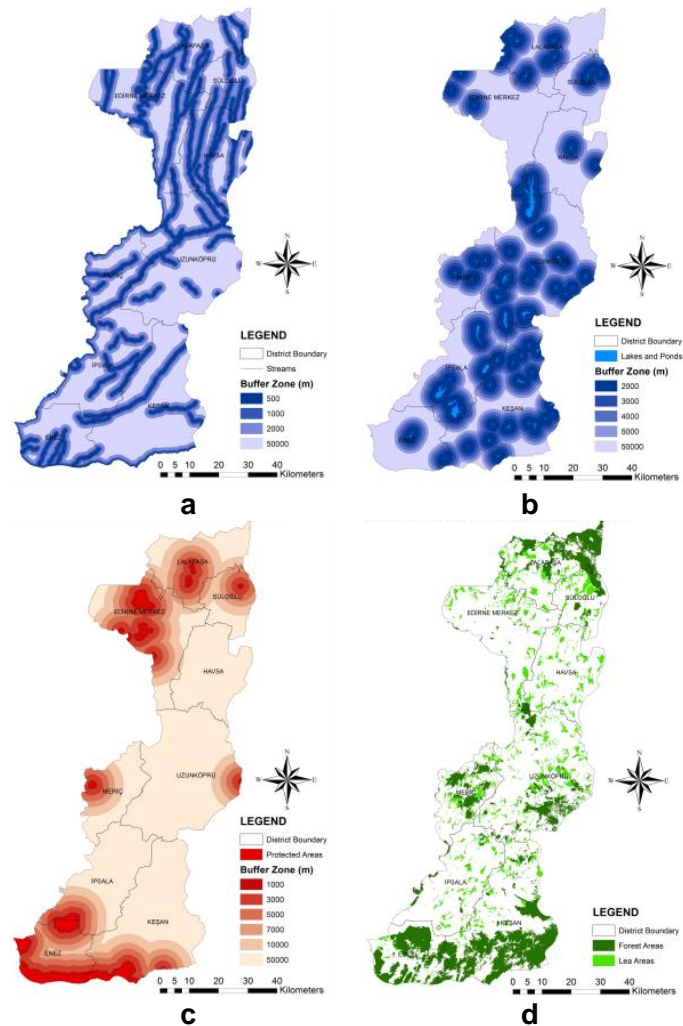 LALAPAŞA
SÜLOĞLU
EDİRNE MERKEZ
HAVSA
UZUNKÖPRÜ
MERİÇ
İPSALA
KEŞAN
ENEZ
N
W E
S
LEGEND
District Boundary
Streams
Buffer Zone (m)
500
1000
2000
50000
0 5 10 20 30 40
Kilometers
a
LALAPAŞA
SÜLOĞLU
EDİRNE MERKEZ
HAVSA
UZUNKÖPRÜ
İPSALA
KEŞAN
ENEZ
N
W E
S
LEGEND
District Boundary
Lakes and Ponds
Buffer Zone (m)
2000
3000
4000
5000
50000
0 5 10 20 30 40
Kilometers
b
LALAPAŞA
SÜLOĞLU
EDİRNE MERKEZ
HAVSA
UZUNKÖPRÜ
MERİÇ
İPSALA
KEŞAN
ENEZ
N
W E
S
LEGEND
District Boundary
Protected Areas
Buffer Zone (m)
1000
3000
5000
7000
10000
50000
0 5 10 20 30 40
Kilometers
c
LALAPAŞA
SÜLOĞLU
EDİRNE MERKEZ
HAVSA
UZUNKÖPRÜ
MERİÇ
İPSALA
KEŞAN
N
W E
S
LEGEND
District Boundary
Forest Areas
Lea Areas
0 5 10 20 30 40
Kilometers
d